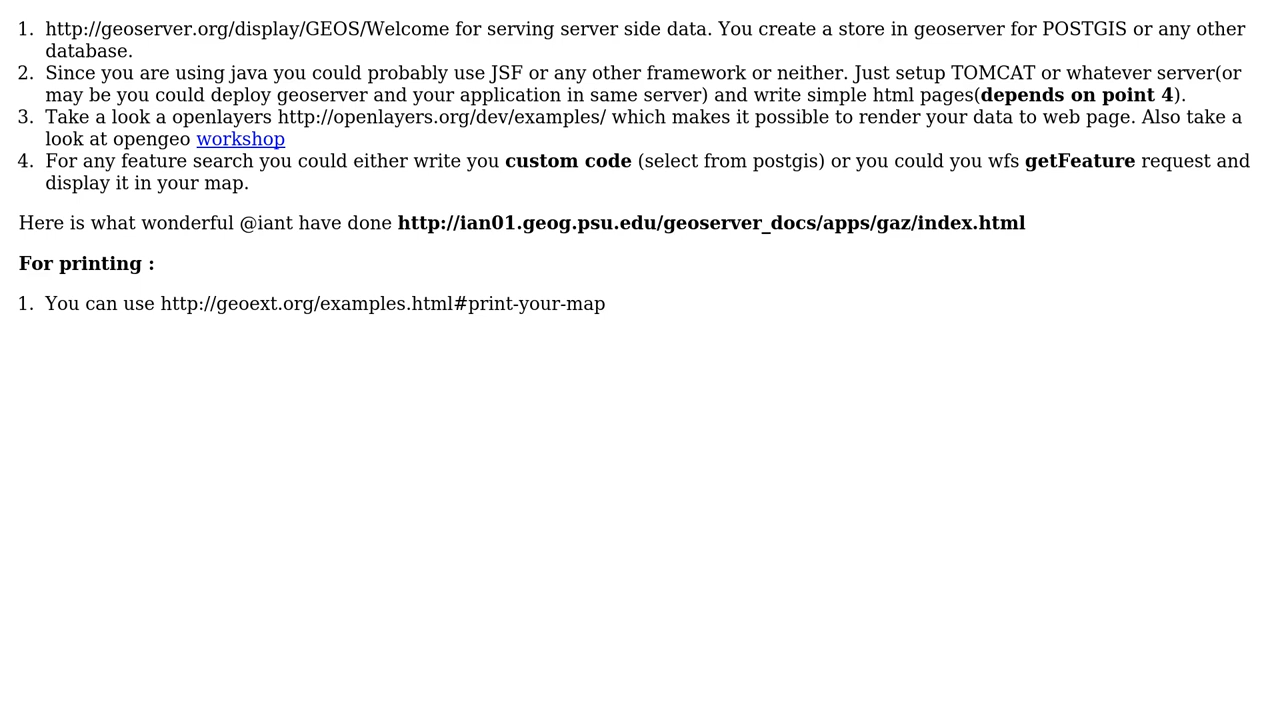 1. http://geoserver.org/display/GEOS/Welcome for serving server side data. You create a store in geoserver for POSTGIS or any other
database.
2. Since you are using java you could probably use JSF or any other framework or neither. Just setup TOMCAT or whatever server(or
may be you could deploy geoserver and your application in same server) and write simple html pages(depends on point 4).
3. Take a look a openlayers http://openlayers.org/dev/examples/ which makes it possible to render your data to web page. Also take a
look at opengeo workshop
4. For any feature search you could either write you custom code (select from postgis) or you could you wfs getFeature request and
display it in your map.
Here is what wonderful @iant have done http://ian01.geog.psu.edu/geoserver_docs/apps/gaz/index.html
For printing :
1. You can use http://geoext.org/examples.html#print-your-map